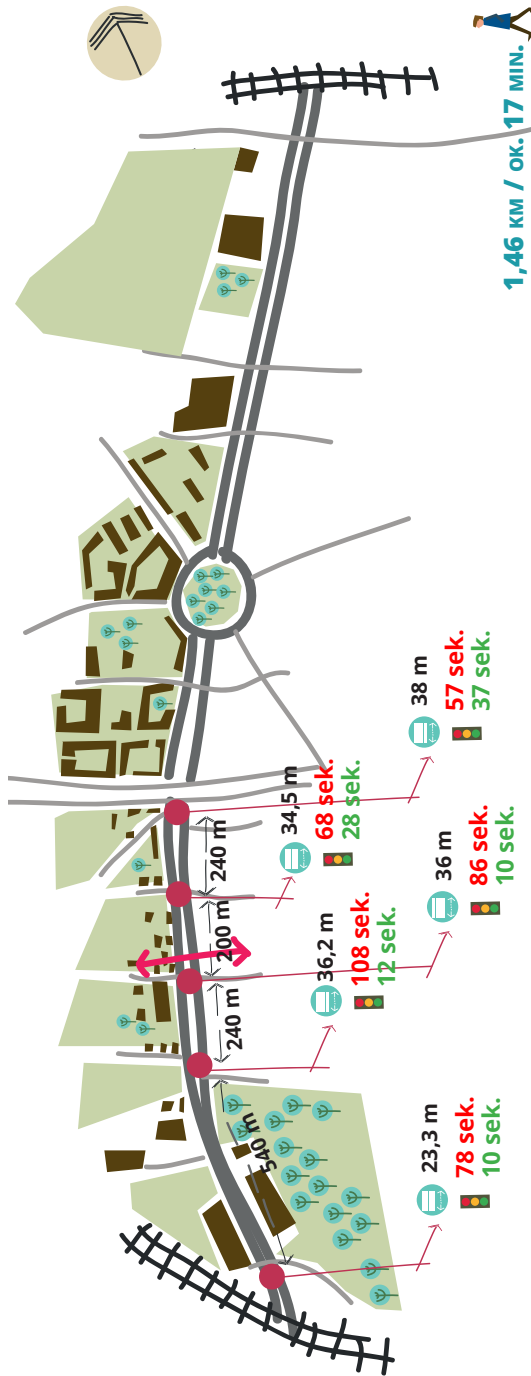 540 m
240 m
200 m
240 m
23,3 m
78 sek.
10 sek.
36,2 m
108 sek.
12 sek.
36 m
86 sek.
10 sek.
34,5 m
68 sek.
28 sek.
38 m
57 sek.
37 sek.
1,46 KM / OK. 17 MIN.